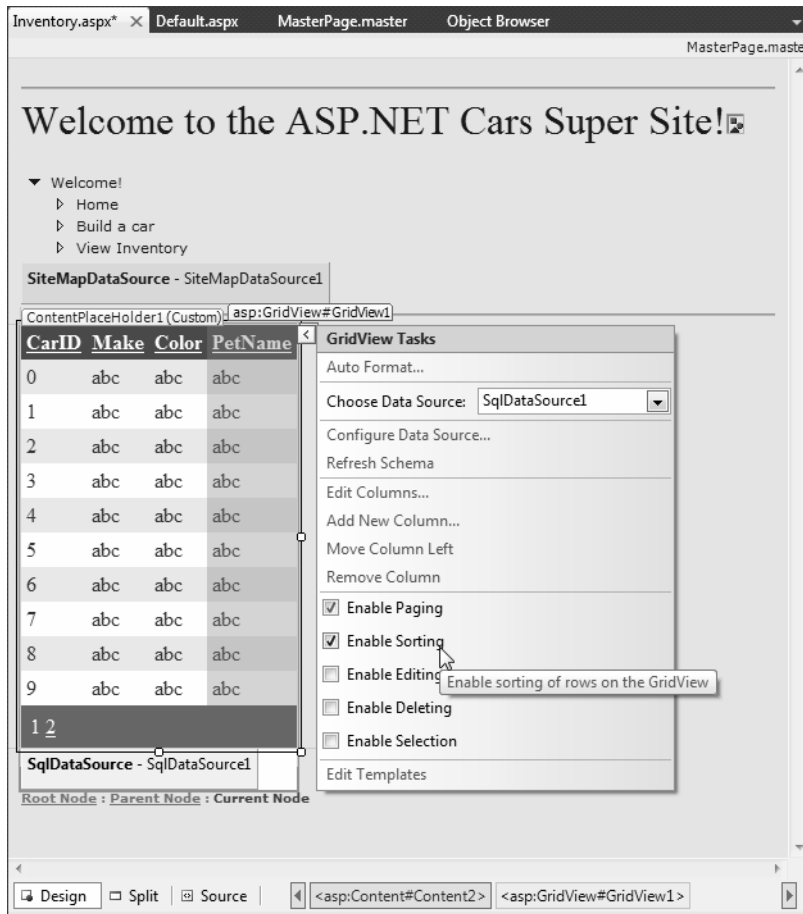 Inventory.aspx* × Default.aspx MasterPage.master Object Browser
MasterPage.maste
Welcome to the ASP.NET Cars Super Site!
Welcome!
Home
Build a car
View Inventory
SiteMapDataSource - SiteMapDataSource1
ContentPlaceHolder1 (Custom) asp:GridView#GridView1
CarID Make Color PetName
0 abc abc abc
1 abc abc abc
2 abc abc abc
3 abc abc abc
4 abc abc abc
5 abc abc abc
6 abc abc abc
7 abc abc abc
8 abc abc abc
9 abc abc abc
1 2
SqlDataSource - SqlDataSource1
Root Node : Parent Node : Current Node
GridView Tasks
Auto Format...
Choose Data Source: SqlDataSource1
Configure Data Source...
Refresh Schema
Edit Columns...
Add New Column...
Move Column Left
Remove Column
Enable Paging
Enable Sorting
Enable Editing
Enable sorting of rows on the GridView
Enable Deleting
Enable Selection
Edit Templates
Design Split Source <asp:Content#Content2> <asp:GridView#GridView1>